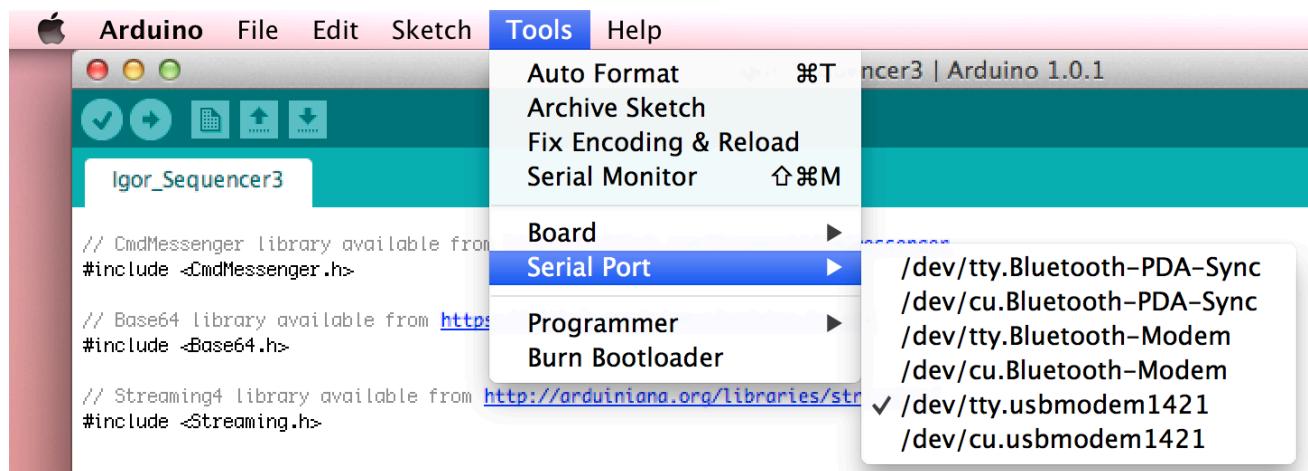 Arduino File Edit Sketch Tools Help
ncer3 | Arduino 1.0.1
Auto Format ⌘T
Archive Sketch
Fix Encoding & Reload
Serial Monitor ⇧⌘M
Board ▶
Serial Port ▶
Programmer ▶
Burn Bootloader
/dev/tty.Bluetooth-PDA-Sync
/dev/cu.Bluetooth-PDA-Sync
/dev/tty.Bluetooth-Modem
/dev/cu.Bluetooth-Modem
✓ /dev/tty.usbmodem1421
/dev/cu.usbmodem1421
Igor_Sequencer3
// CmdMessenger library available from
#include <CmdMessenger.h>
// Base64 library available from https
#include <Base64.h>
// Streaming4 library available from http://arduiniana.org/libraries/str
#include <Streaming.h>